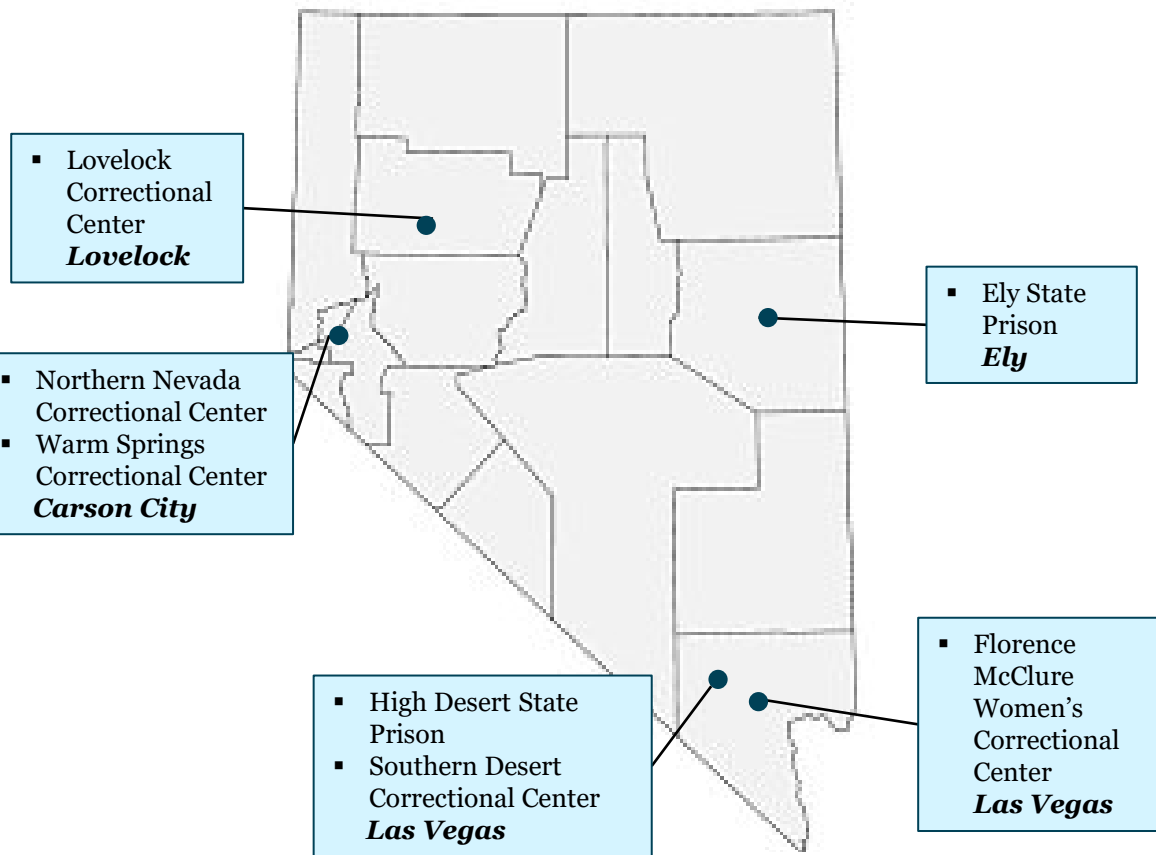 ▪ Lovelock
Correctional
Center
Lovelock
▪ Ely State
Prison
Ely
▪ Northern Nevada
Correctional Center
▪ Warm Springs
Correctional Center
Carson City
▪ High Desert State
Prison
▪ Southern Desert
Correctional Center
Las Vegas
▪ Florence
McClure
Women’s
Correctional
Center
Las Vegas